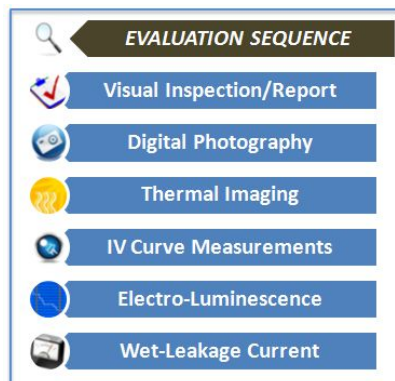 EVALUATION SEQUENCE
Visual Inspection/Report
Digital Photography
Thermal Imaging
IV Curve Measurements
Electro-Luminescence
Wet-Leakage Current